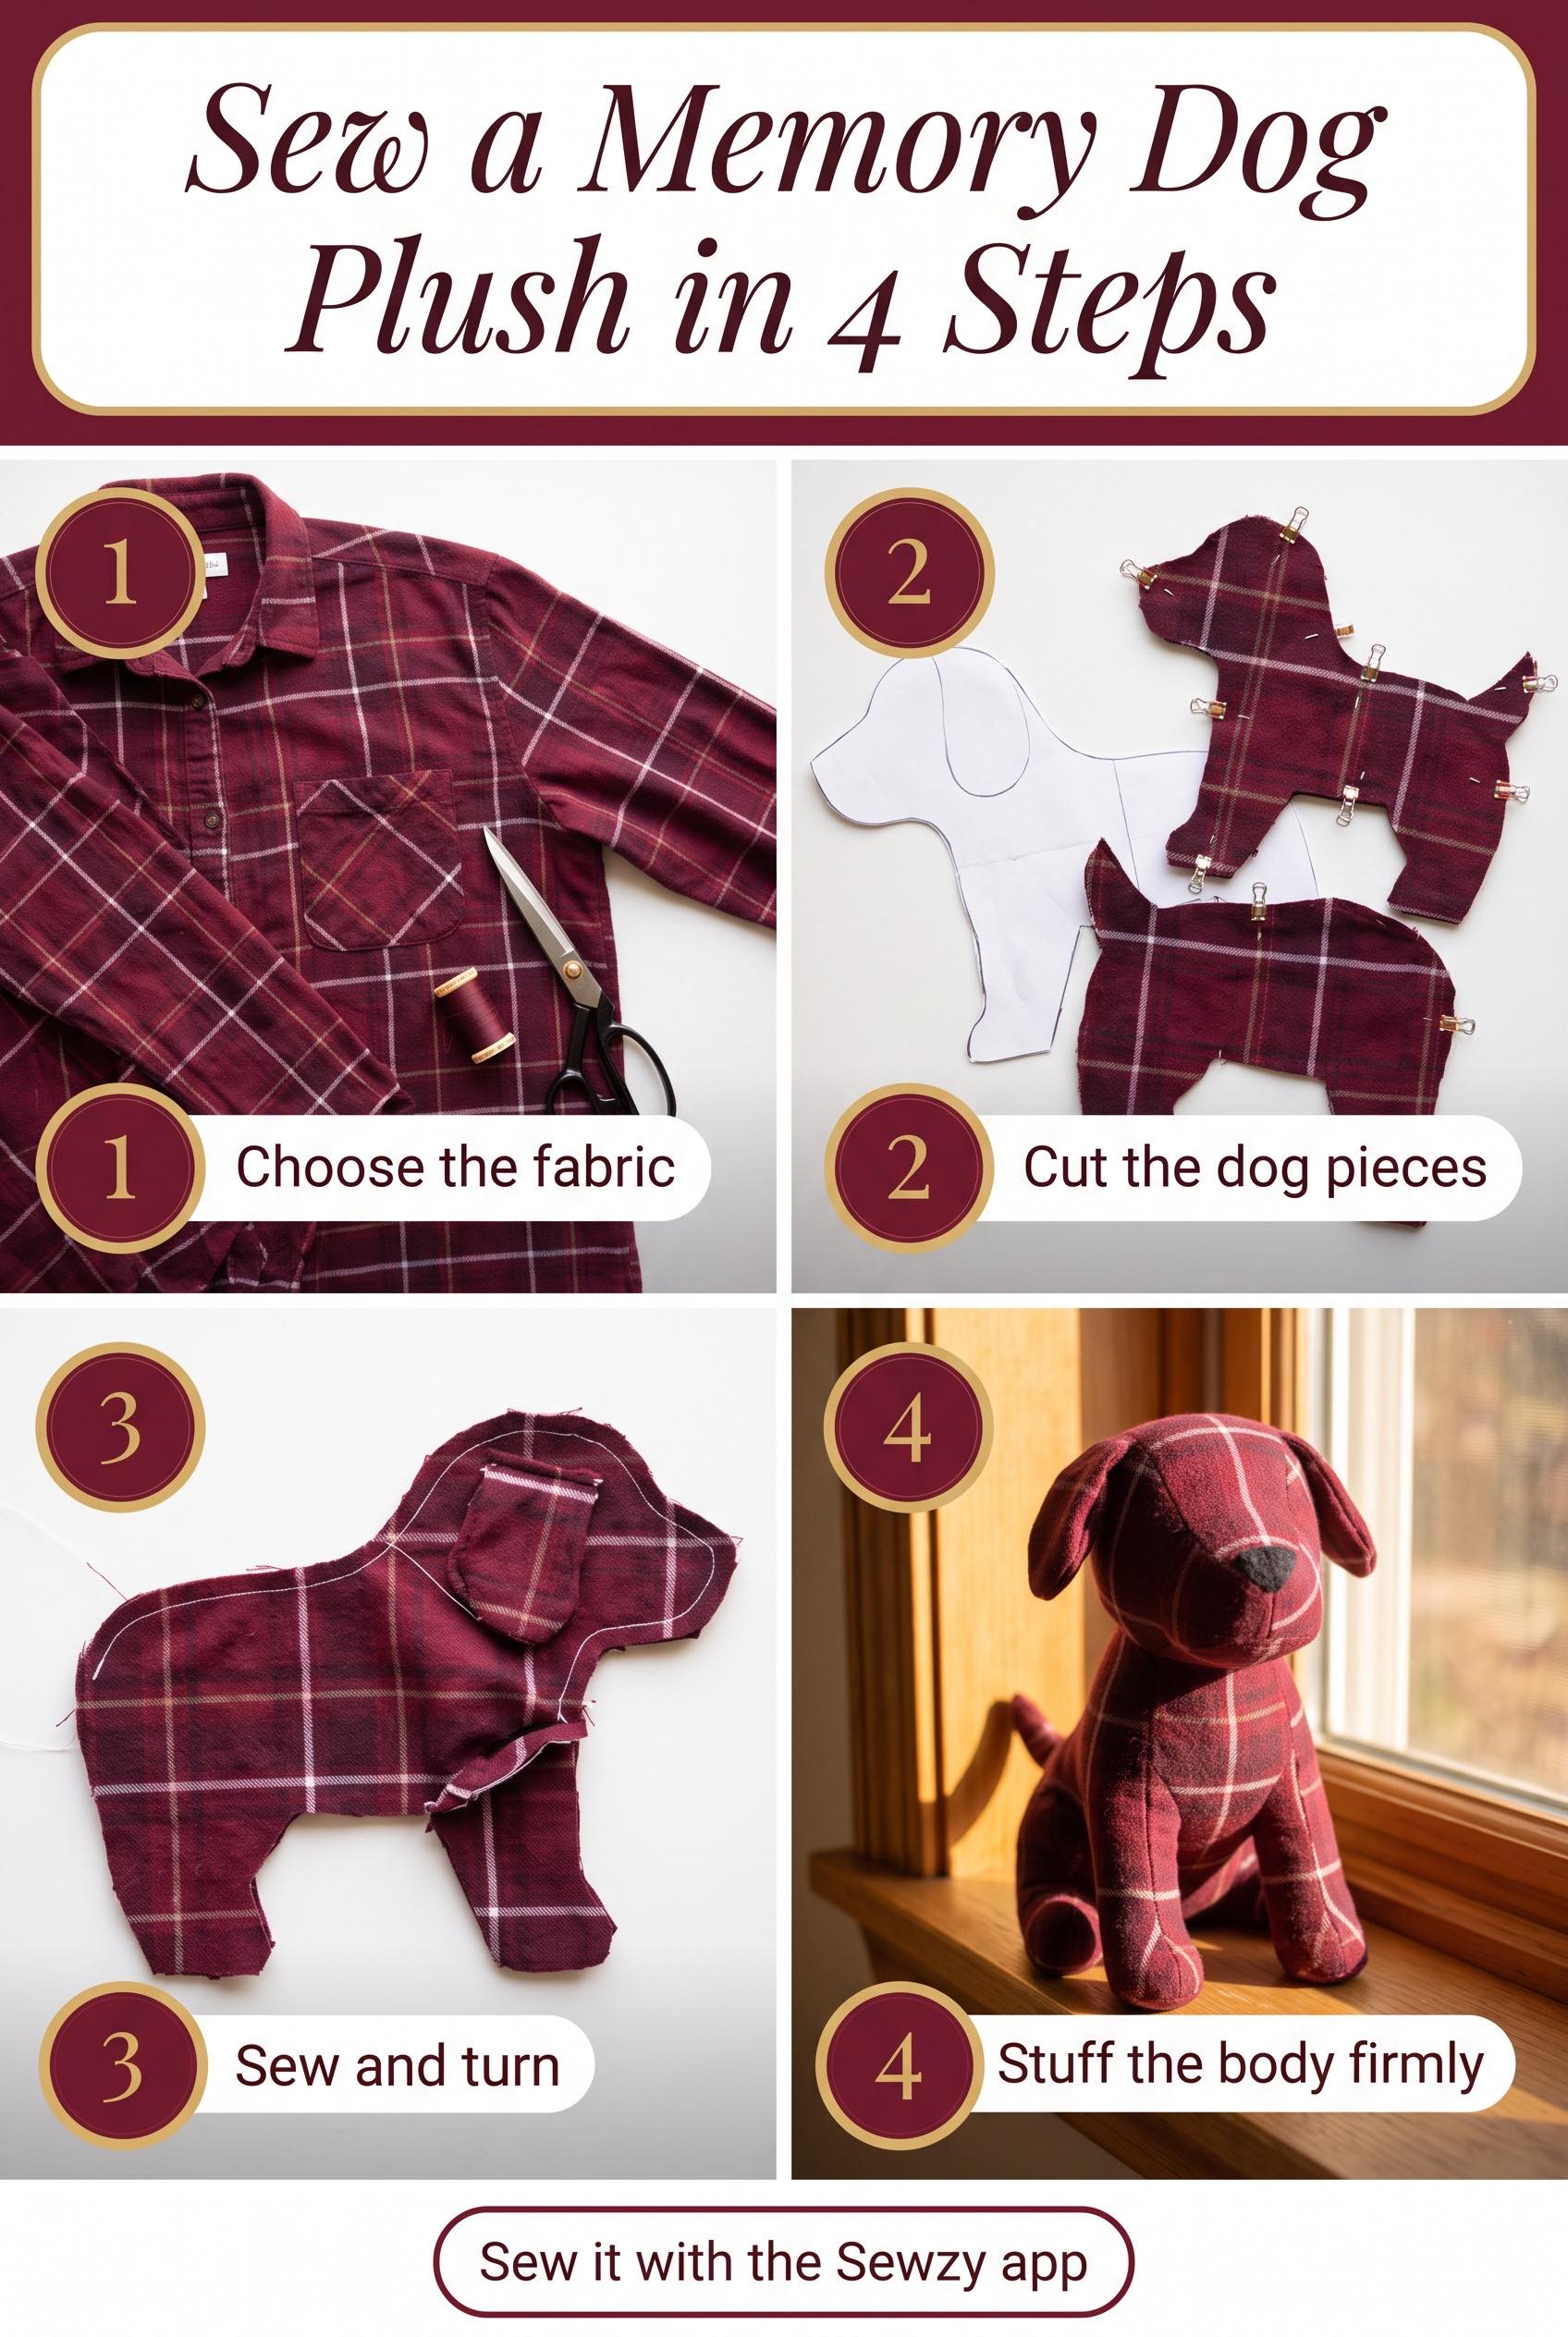 Sew a Memory Dog
Plush in 4 Steps
1
2
1 Choose the fabric
2 Cut the dog pieces
3
4
3 Sew and turn
4 Stuff the body firmly
Sew it with the Sewzy app